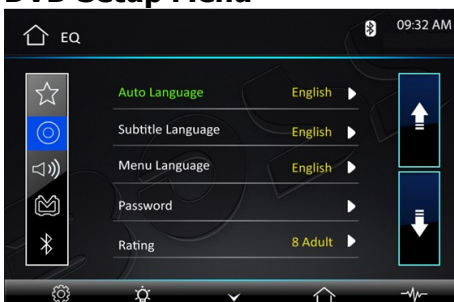 DVD Setup Menu
EQ
09:32 AM
Auto Language English
Subtitle Language English
Menu Language English
Password
Rating 8 Adult